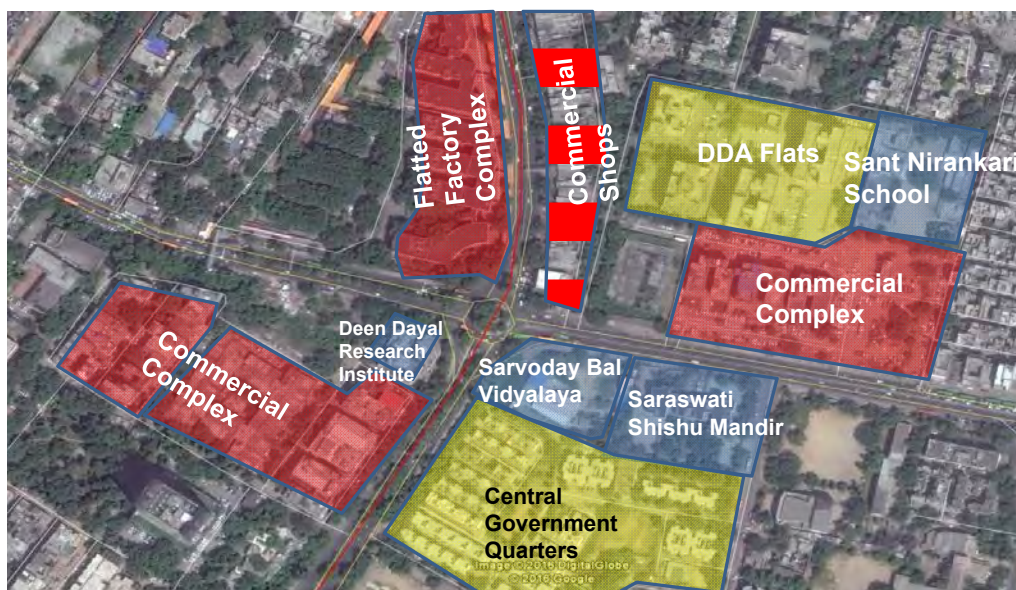 Flatted
Factory
Complex
Commercial
Shops
DDA Flats
Sant Nirankari
School
Commercial
Complex
Deen Dayal
Research
Institute
Commercial
Complex
Sarvoday Bal
Vidyalaya
Saraswati
Shishu Mandir
Central
Government
Quarters
Image © 2016 DigitalGlobe
© 2016 Google